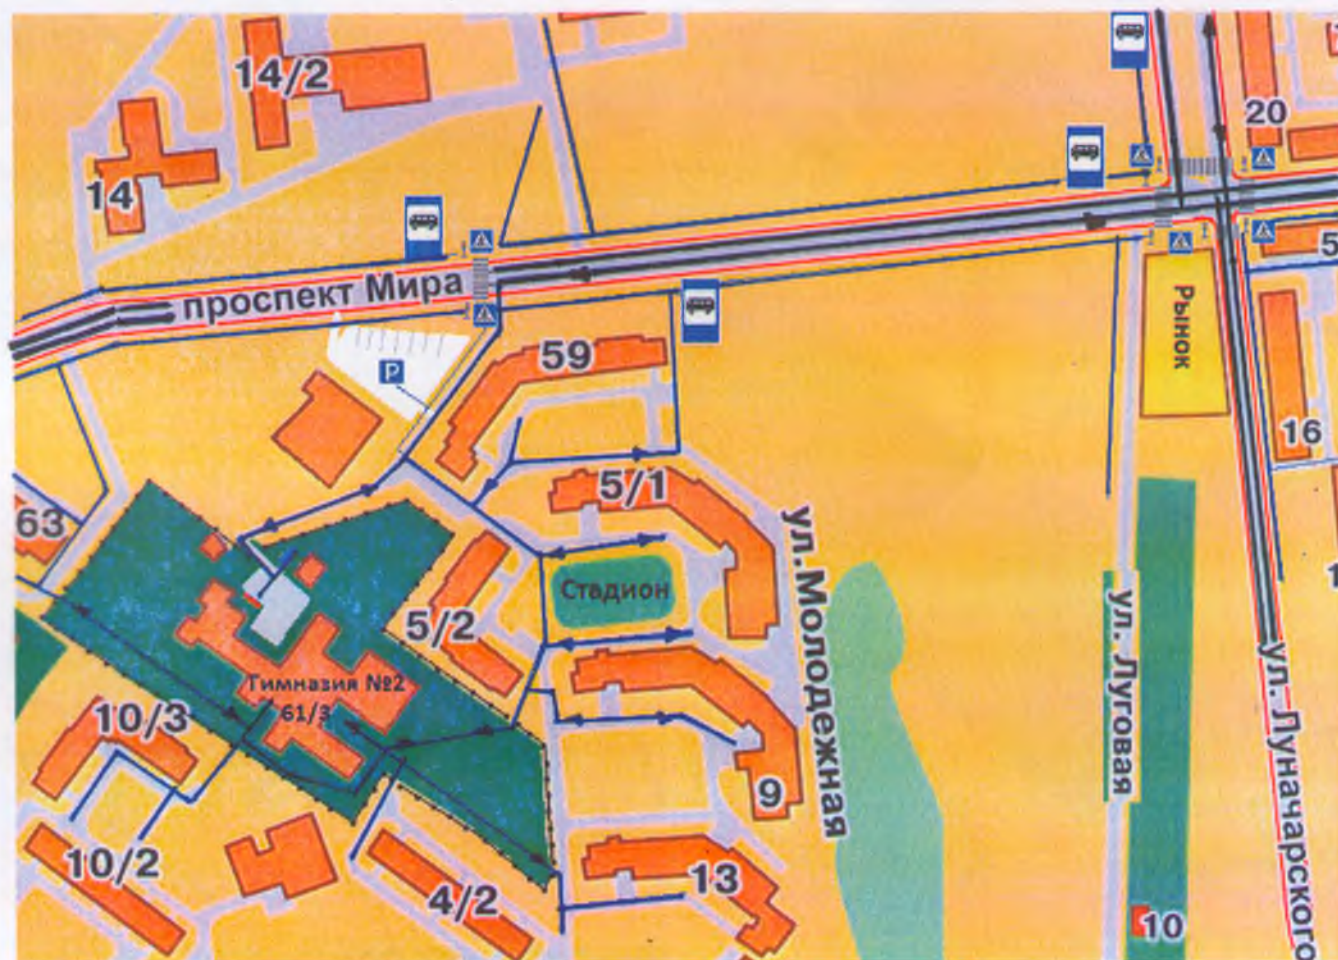 14/2
20
14
проспект Мира
5
Рынок
59
P
16
5/1
63
ул.Молодежная
Стадион
ул. Луговая
5/2
Гимназия №2
61/3
ул. Луначарского
10/3
9
10/2
4/2
13
10